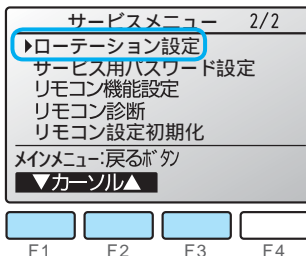 サービスメニュー 2/2
▶ローテーション設定
サービス用パスワード設定
リモコン機能設定
リモコン診断
リモコン設定初期化
メインメニュー:戻るボタン
▼カーソル▲
F1 F2 F3 F4